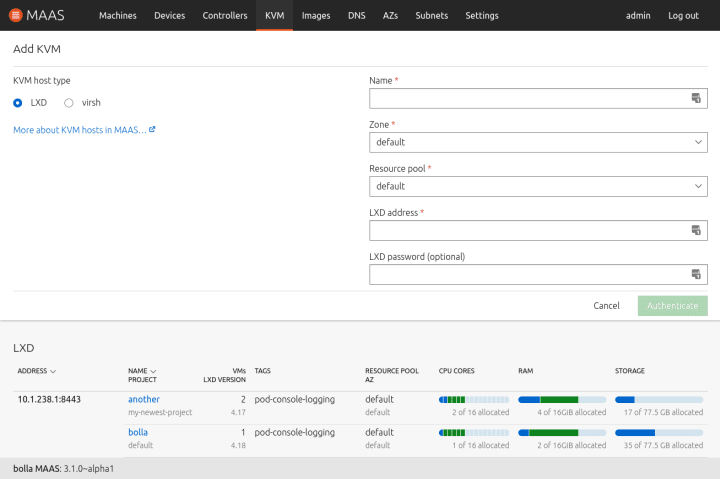 MAAS Machines Devices Controllers KVM Images DNS AZs Subnets Settings admin Log out
Add KVM
KVM host type
LXD virsh
More about KVM hosts in MAAS...
Name *
Zone *
default
Resource pool *
default
LXD address *
LXD password (optional)
Cancel Authenticate
LXD
ADDRESS NAME VMs TAGS RESOURCE POOL CPU CORES RAM STORAGE
PROJECT LXD VERSION AZ
10.1.238.1:8443 another 2 pod-console-logging default
my-newest-project 4.17 default 2 of 16 allocated 4 of 16GiB allocated 17 of 77.5 GB allocated
bolla 1 pod-console-logging default
default 4.18 default 1 of 16 allocated 2 of 16GiB allocated 35 of 77.5 GB allocated
bolla MAAS: 3.1.0~alpha1